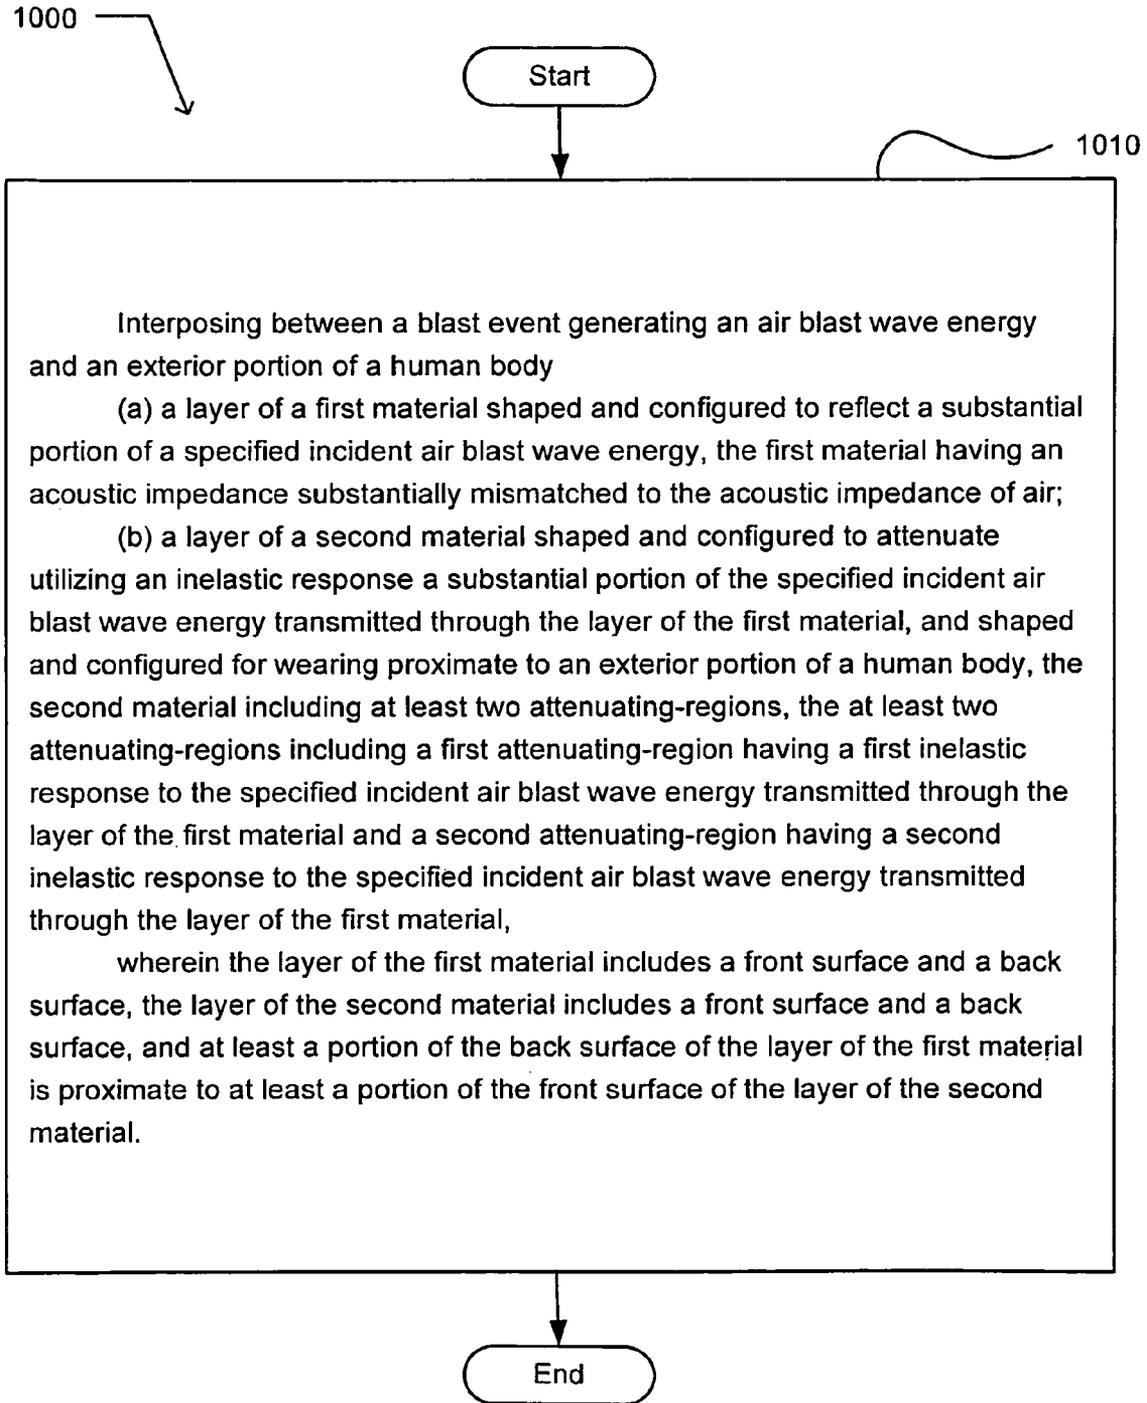 1000
Start
1010
Interposing between a blast event generating an air blast wave energy
and an exterior portion of a human body
(a) a layer of a first material shaped and configured to reflect a substantial
portion of a specified incident air blast wave energy, the first material having an
acoustic impedance substantially mismatched to the acoustic impedance of air;
(b) a layer of a second material shaped and configured to attenuate
utilizing an inelastic response a substantial portion of the specified incident air
blast wave energy transmitted through the layer of the first material, and shaped
and configured for wearing proximate to an exterior portion of a human body, the
second material including at least two attenuating-regions, the at least two
attenuating-regions including a first attenuating-region having a first inelastic
response to the specified incident air blast wave energy transmitted through the
layer of the first material and a second attenuating-region having a second
inelastic response to the specified incident air blast wave energy transmitted
through the layer of the first material,
wherein the layer of the first material includes a front surface and a back
surface, the layer of the second material includes a front surface and a back
surface, and at least a portion of the back surface of the layer of the first material
is proximate to at least a portion of the front surface of the layer of the second
material.
End